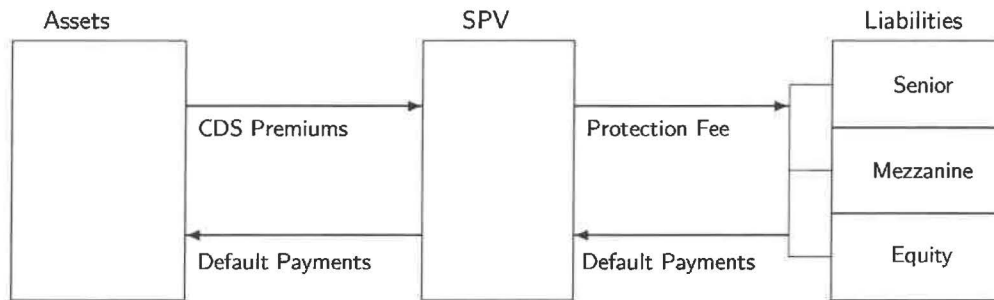 Assets
SPV
Liabilities
Senior
CDS Premiums
Protection Fee
Mezzanine
Default Payments
Default Payments
Equity